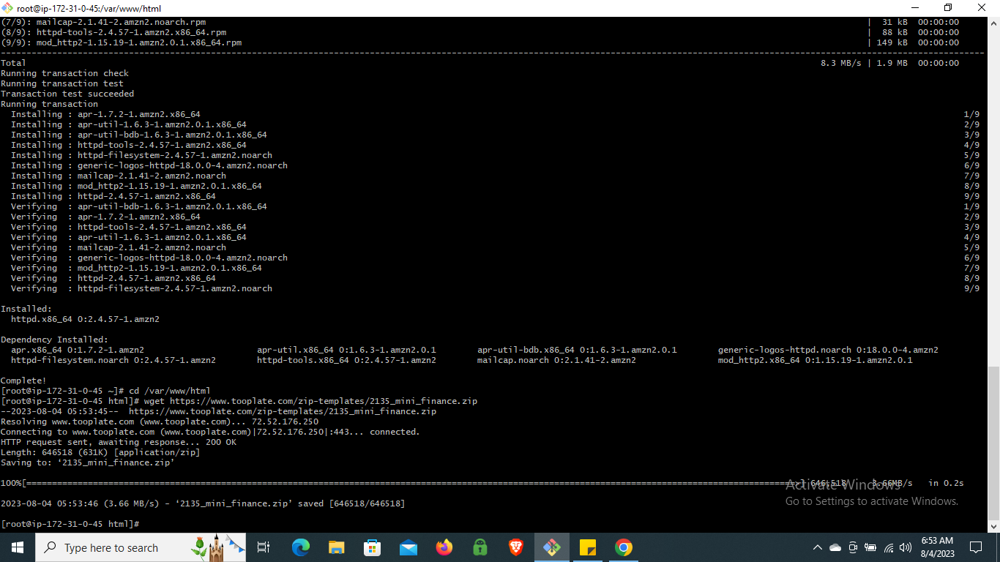 root@ip-172-31-0-45:/var/www/html
(7/9): mailcap-2.1.41-2.amzn2.noarch.rpm | 31 kB 00:00:00
(8/9): httpd-tools-2.4.57-1.amzn2.x86_64.rpm | 88 kB 00:00:00
(9/9): mod_http2-1.15.19-1.amzn2.0.1.x86_64.rpm | 149 kB 00:00:00
--------------------------------------------------------------------------------
Total 8.3 MB/s | 1.9 MB 00:00:00
Running transaction check
Running transaction test
Transaction test succeeded
Running transaction
Installing : apr-1.7.2-1.amzn2.x86_64 1/9
Installing : apr-util-1.6.3-1.amzn2.0.1.x86_64 2/9
Installing : apr-util-bdb-1.6.3-1.amzn2.0.1.x86_64 3/9
Installing : httpd-tools-2.4.57-1.amzn2.x86_64 4/9
Installing : httpd-filesystem-2.4.57-1.amzn2.noarch 5/9
Installing : generic-logos-httpd-18.0.0-4.amzn2.noarch 6/9
Installing : mailcap-2.1.41-2.amzn2.noarch 7/9
Installing : mod_http2-1.15.19-1.amzn2.0.1.x86_64 8/9
Installing : httpd-2.4.57-1.amzn2.x86_64 9/9
Verifying : apr-util-bdb-1.6.3-1.amzn2.0.1.x86_64 1/9
Verifying : apr-1.7.2-1.amzn2.x86_64 2/9
Verifying : httpd-tools-2.4.57-1.amzn2.x86_64 3/9
Verifying : apr-util-1.6.3-1.amzn2.0.1.x86_64 4/9
Verifying : mailcap-2.1.41-2.amzn2.noarch 5/9
Verifying : generic-logos-httpd-18.0.0-4.amzn2.noarch 6/9
Verifying : mod_http2-1.15.19-1.amzn2.0.1.x86_64 7/9
Verifying : httpd-2.4.57-1.amzn2.x86_64 8/9
Verifying : httpd-filesystem-2.4.57-1.amzn2.noarch 9/9
Installed:
httpd.x86_64 0:2.4.57-1.amzn2
Dependency Installed:
apr.x86_64 0:1.7.2-1.amzn2 apr-util.x86_64 0:1.6.3-1.amzn2.0.1 apr-util-bdb.x86_64 0:1.6.3-1.amzn2.0.1 generic-logos-httpd.noarch 0:18.0.0-4.amzn2
httpd-filesystem.noarch 0:2.4.57-1.amzn2 httpd-tools.x86_64 0:2.4.57-1.amzn2 mailcap.noarch 0:2.1.41-2.amzn2 mod_http2.x86_64 0:1.15.19-1.amzn2.0.1
Complete!
[root@ip-172-31-0-45 ~]# cd /var/www/html
[root@ip-172-31-0-45 html]# wget https://www.tooplate.com/zip-templates/2135_mini_finance.zip
--2023-08-04 05:53:45-- https://www.tooplate.com/zip-templates/2135_mini_finance.zip
Resolving www.tooplate.com (www.tooplate.com)... 72.52.176.250
Connecting to www.tooplate.com (www.tooplate.com)|72.52.176.250|:443... connected.
HTTP request sent, awaiting response... 200 OK
Length: 646518 (631K) [application/zip]
Saving to: ‘2135_mini_finance.zip’
100%[================================================================================>] 646,518 3.66MB/s in 0.2s
2023-08-04 05:53:46 (3.66 MB/s) - ‘2135_mini_finance.zip’ saved [646518/646518]
[root@ip-172-31-0-45 html]#
Activate Windows
Go to Settings to activate Windows.
Type here to search
6:53 AM
8/4/2023